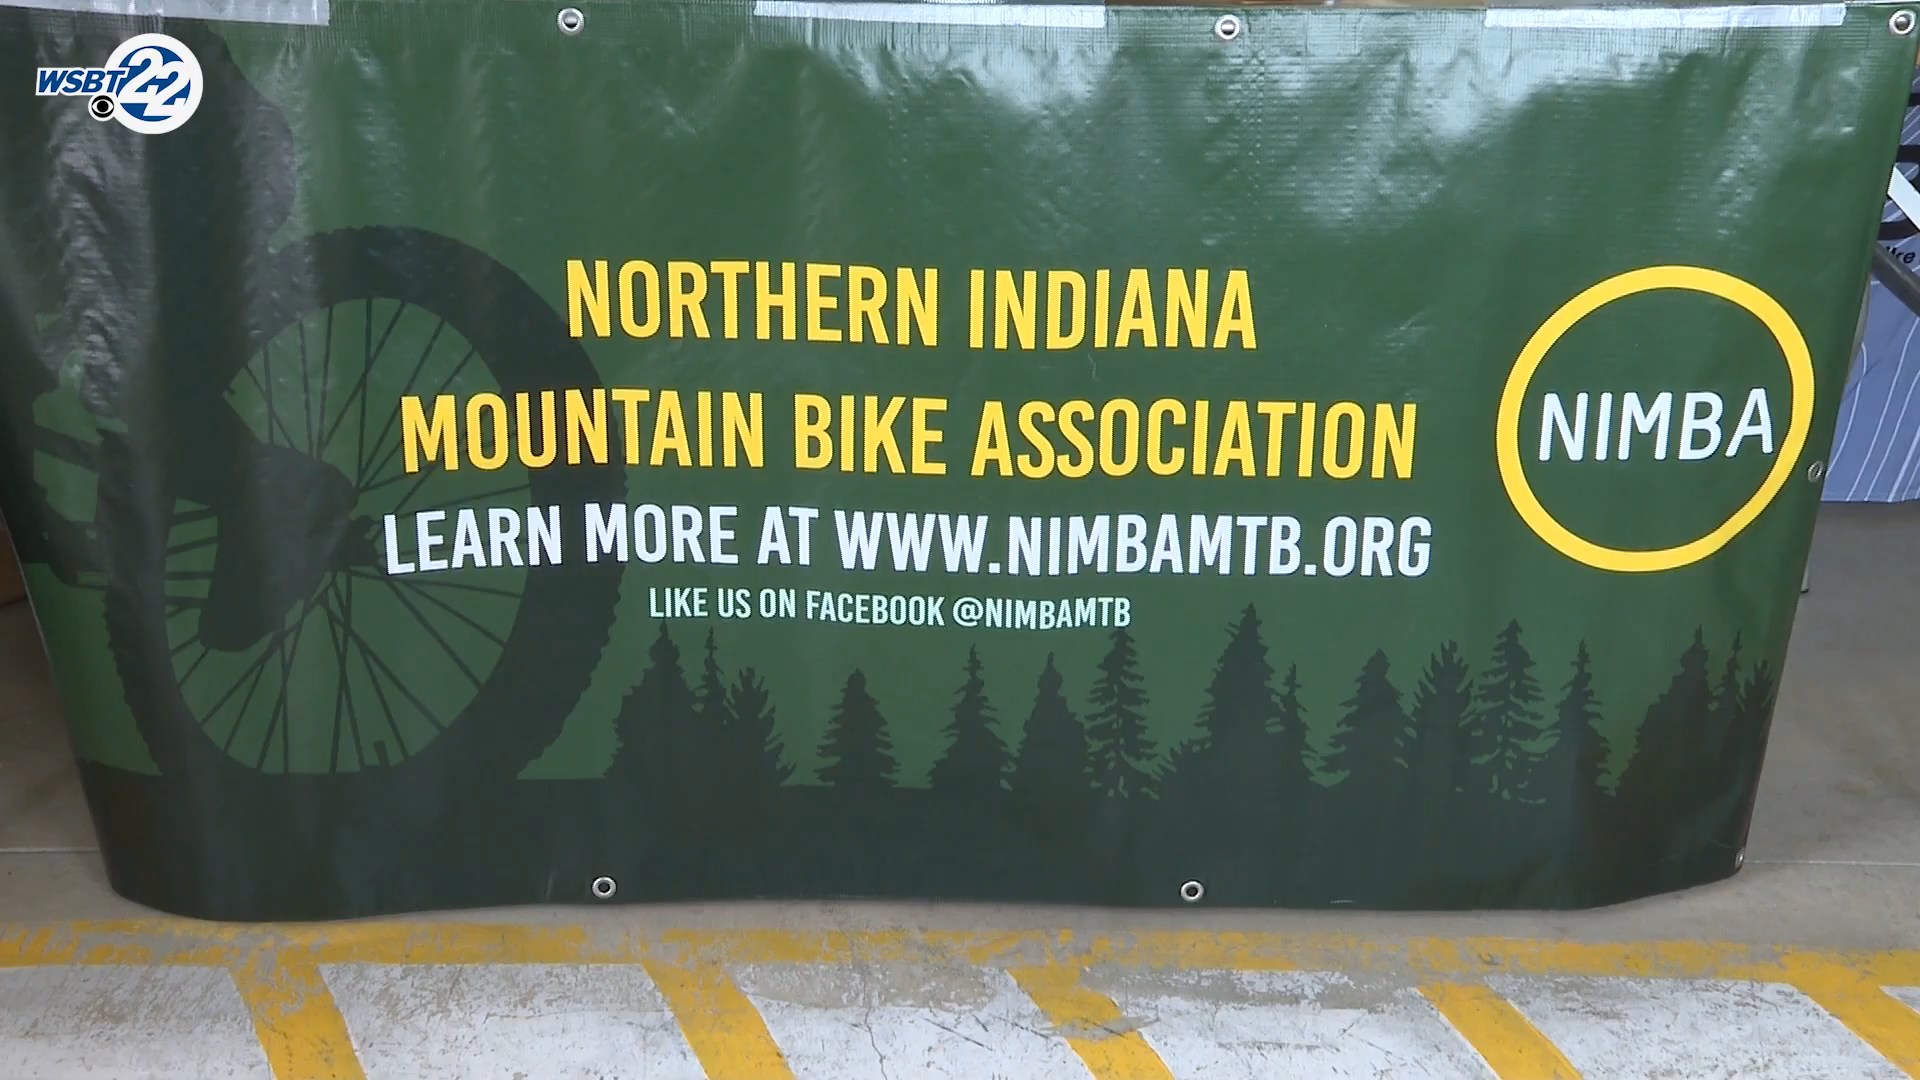 WSBT 22
NORTHERN INDIANA
MOUNTAIN BIKE ASSOCIATION
NIMBA
LEARN MORE AT WWW.NIMBAMTB.ORG
LIKE US ON FACEBOOK @NIMBAMTB